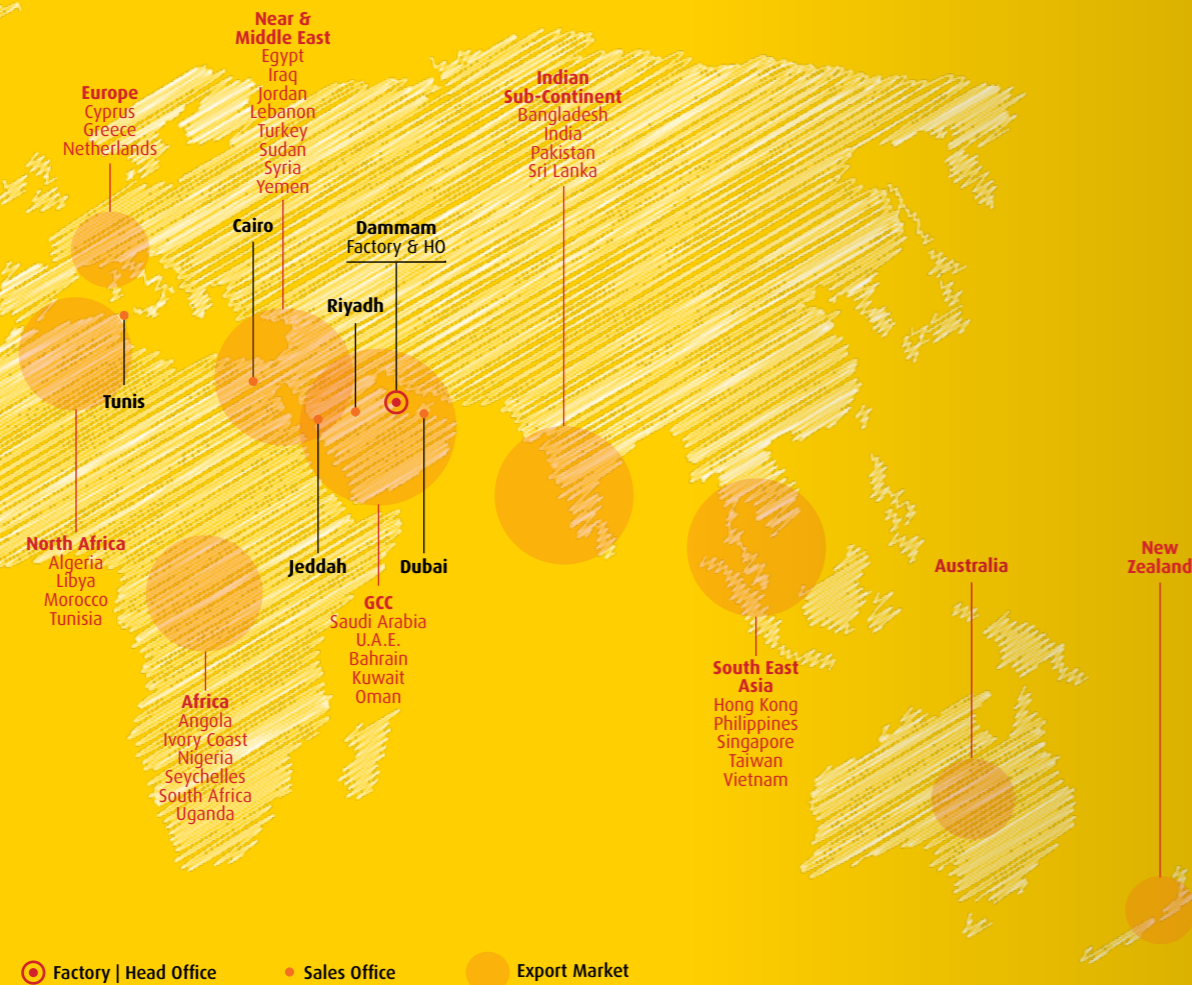 Near &
Middle East
Egypt
Iraq
Jordan
Lebanon
Turkey
Sudan
Syria
Yemen
Europe
Cyprus
Greece
Netherlands
Indian
Sub-Continent
Bangladesh
India
Pakistan
Sri Lanka
Cairo
Dammam
Factory & HO
Riyadh
Tunis
North Africa
Algeria
Libya
Morocco
Tunisia
Jeddah
Dubai
GCC
Saudi Arabia
U.A.E.
Bahrain
Kuwait
Oman
Africa
Angola
Ivory Coast
Nigeria
Seychelles
South Africa
Uganda
South East
Asia
Hong Kong
Philippines
Singapore
Taiwan
Vietnam
Australia
New
Zealand
Factory | Head Office
Sales Office
Export Market